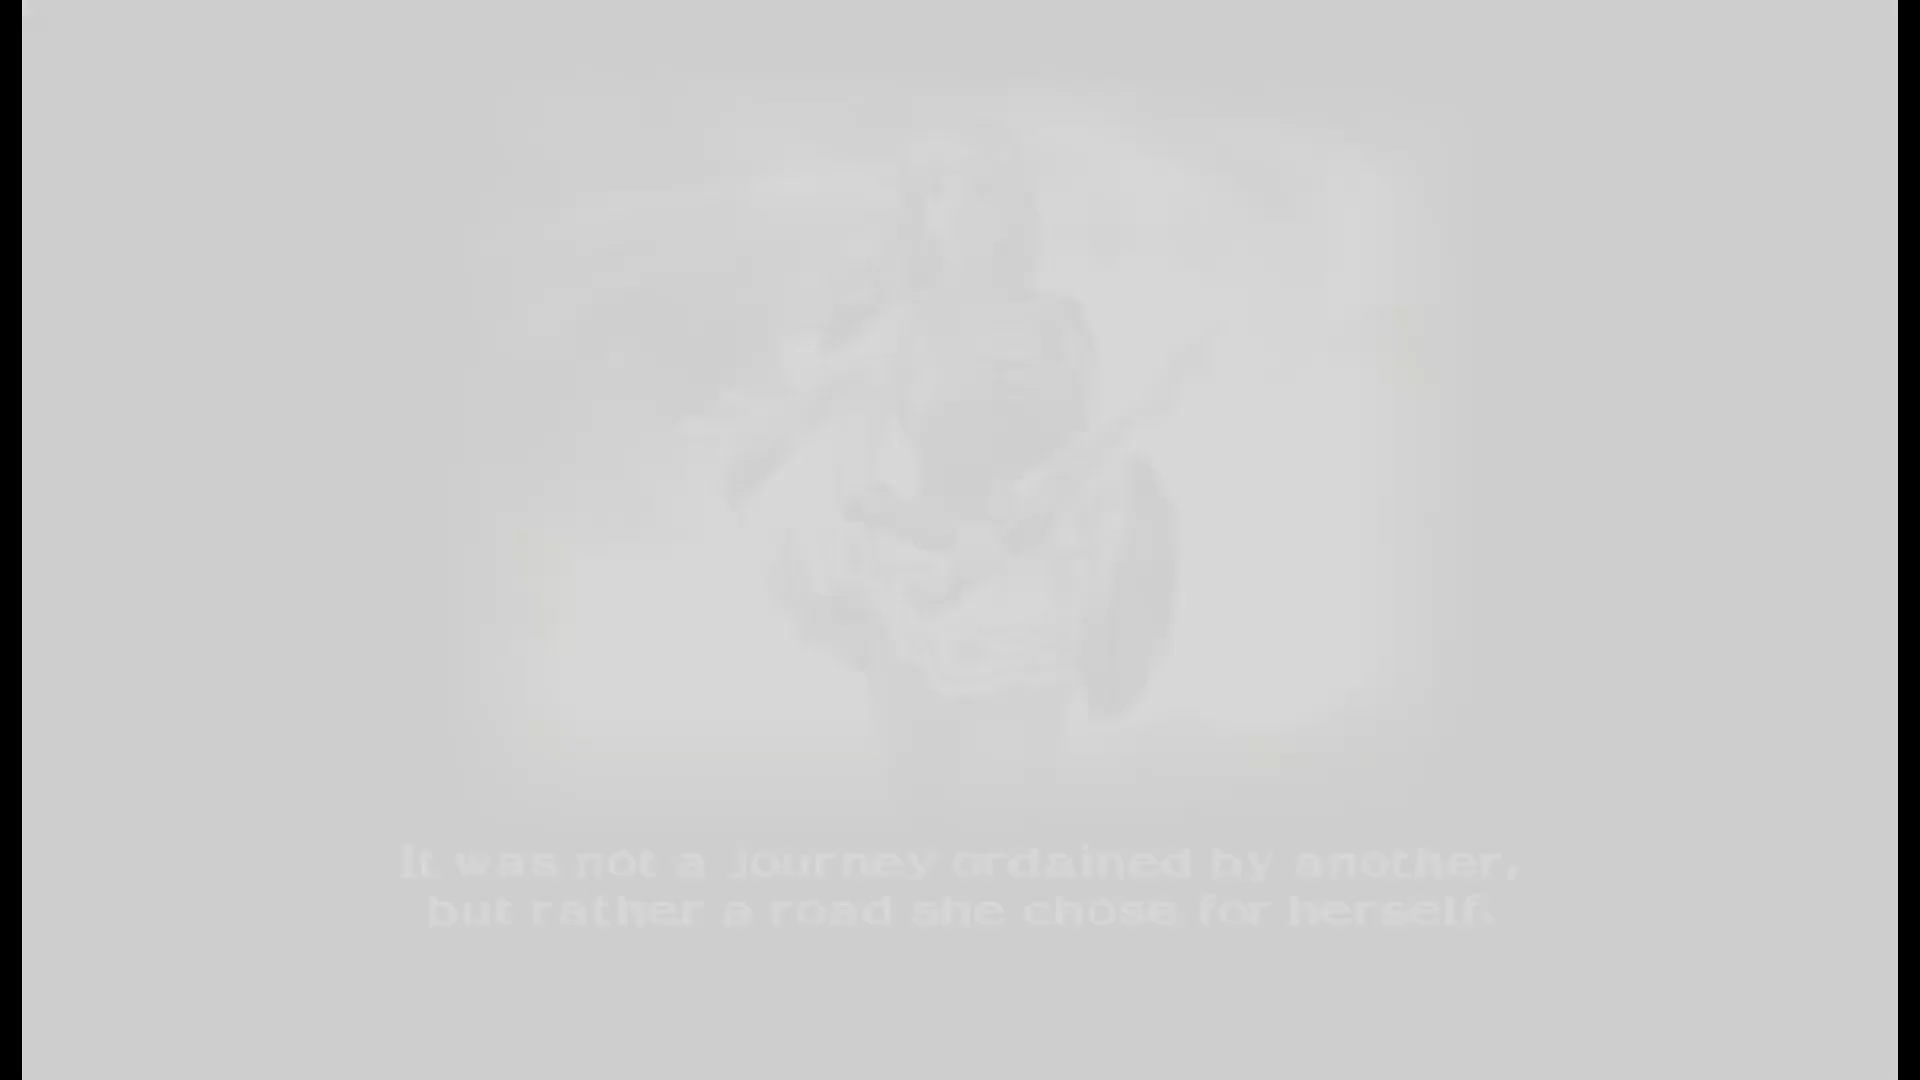 It was not a journey ordained by another,
but rather a road she chose for herself.